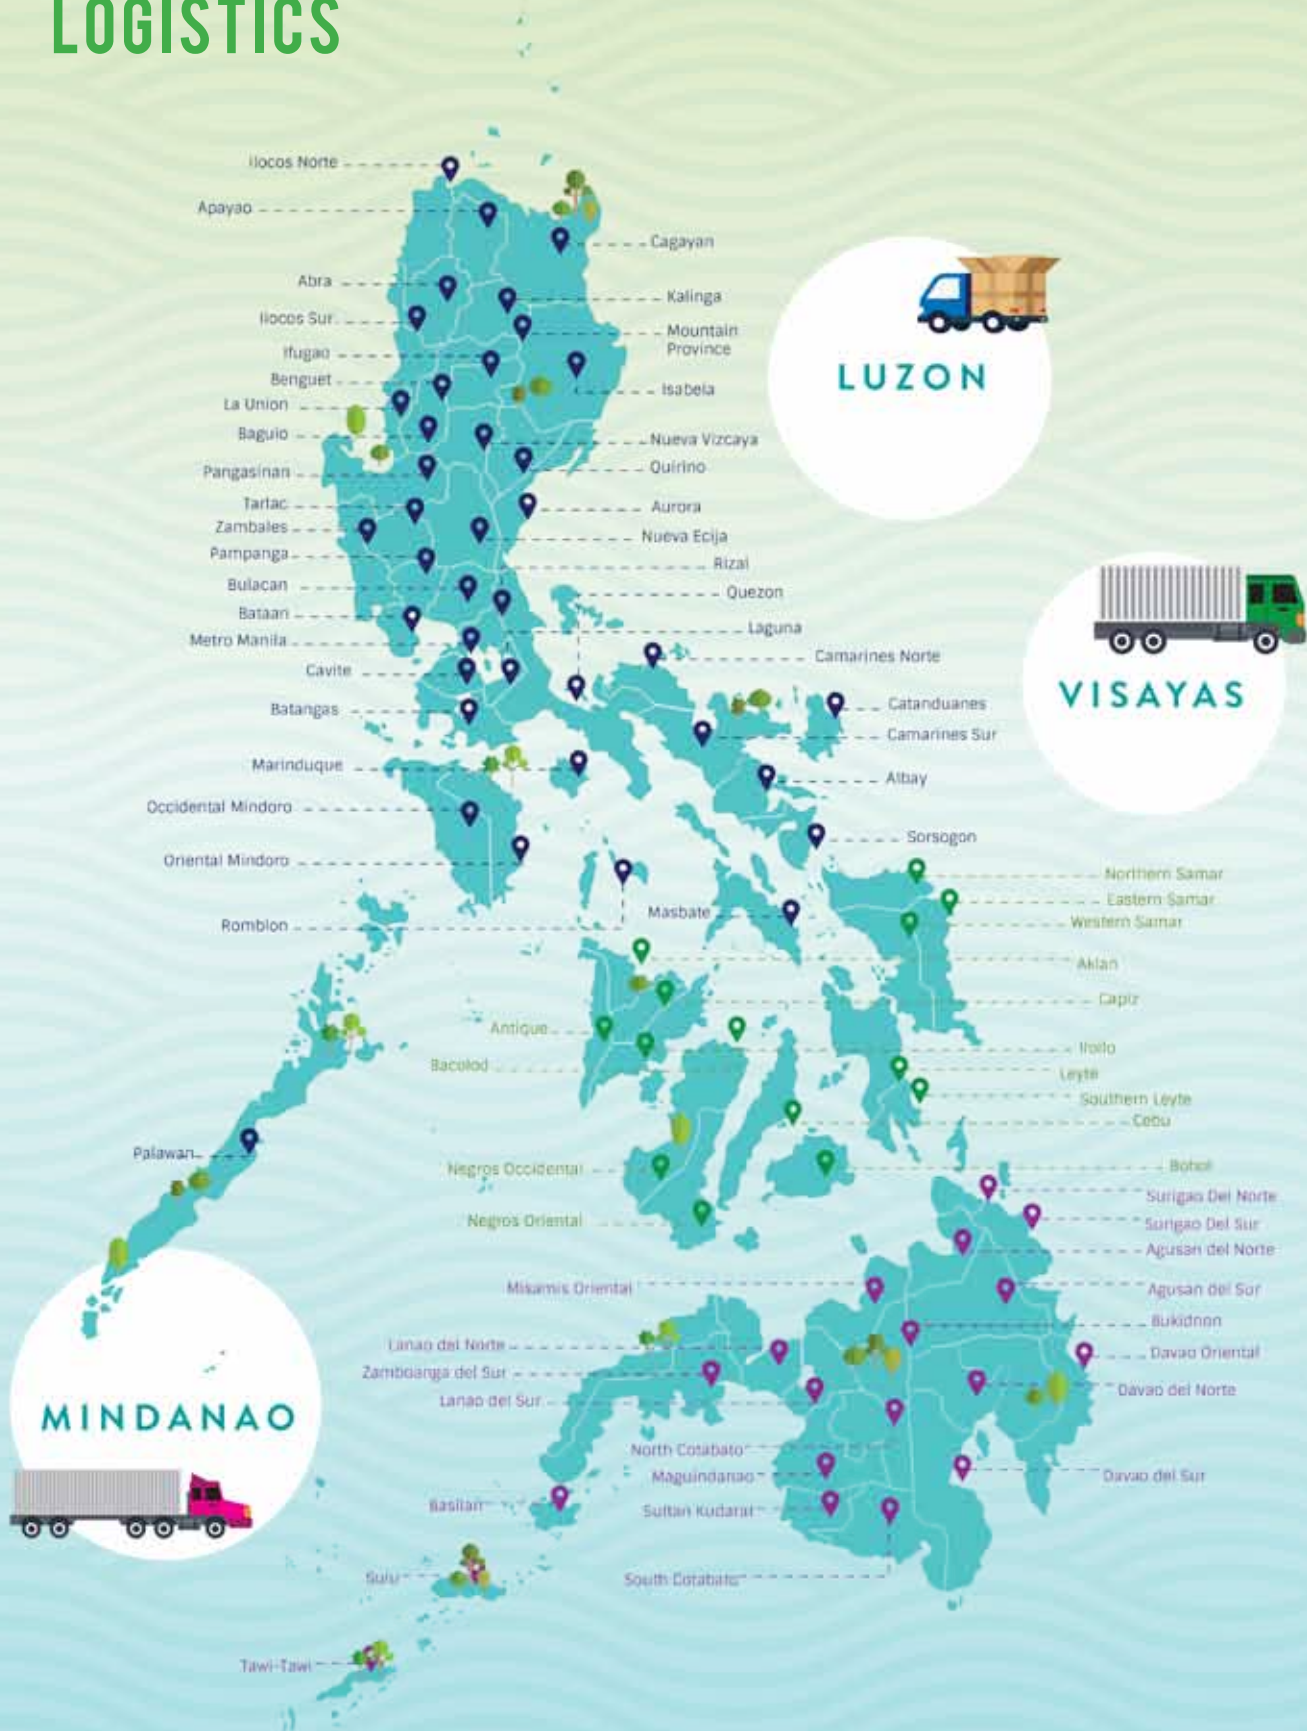 LOGISTICS
Ilocos Norte
Apayao
Cagayan
Abra
Kalinga
Ilocos Sur
Mountain
Province
Ifugao
Benguet
Isabela
La Union
Baguio
Nueva Vizcaya
Quirino
Pangasinan
Tarlac
Aurora
Zambales
Nueva Ecija
Pampanga
Rizal
Bulacan
Quezon
Bataan
Laguna
Metro Manila
Camarines Norte
Cavite
Catanduanes
Batangas
Camarines Sur
Marinduque
Albay
Occidental Mindoro
Sorsogon
Oriental Mindoro
Masbate
Romblon
Palawan
LUZON
VISAYAS
Northern Samar
Eastern Samar
Western Samar
Aklan
Capiz
Antique
Iloilo
Bacolod
Leyte
Southern Leyte
Cebu
Negros Occidental
Bohol
Negros Oriental
Surigao Del Norte
Surigao Del Sur
Agusan del Norte
Misamis Oriental
Agusan del Sur
Bukidnon
Lanao del Norte
Davao Oriental
Zamboanga del Sur
Davao del Norte
Lanao del Sur
MINDANAO
North Cotabato
Maguindanao
Davao del Sur
Basilan
Sultan Kudarat
Sulu
South Cotabato
Tawi-Tawi